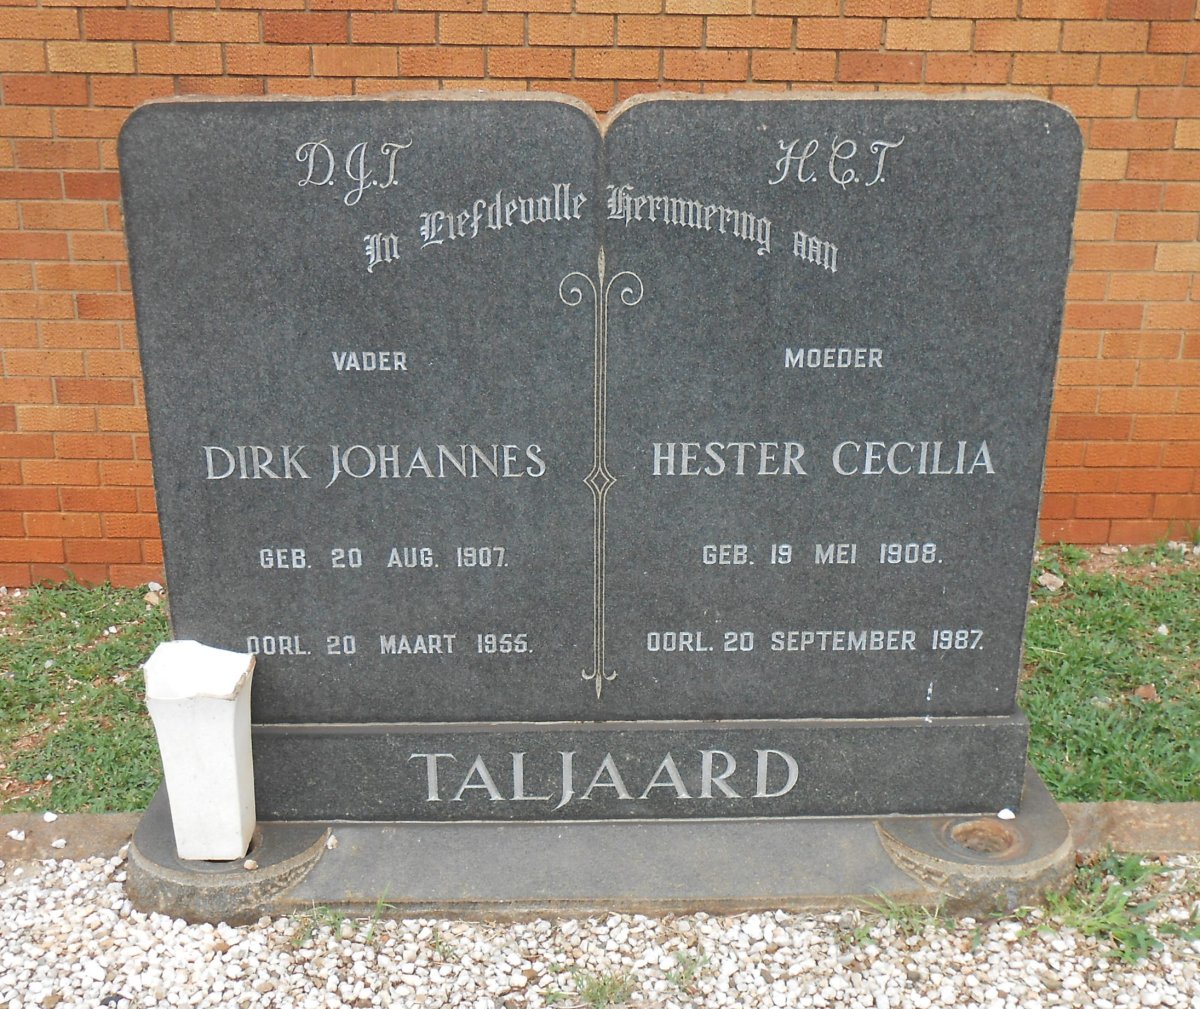 D.J.T. H.C.T.
In Liefdevolle Herinnering aan
VADER
DIRK JOHANNES
GEB. 20 AUG. 1907.
OORL. 20 MAART 1955.
MOEDER
HESTER CECILIA
GEB. 19 MEI 1908.
OORL. 20 SEPTEMBER 1987.
TALJAARD